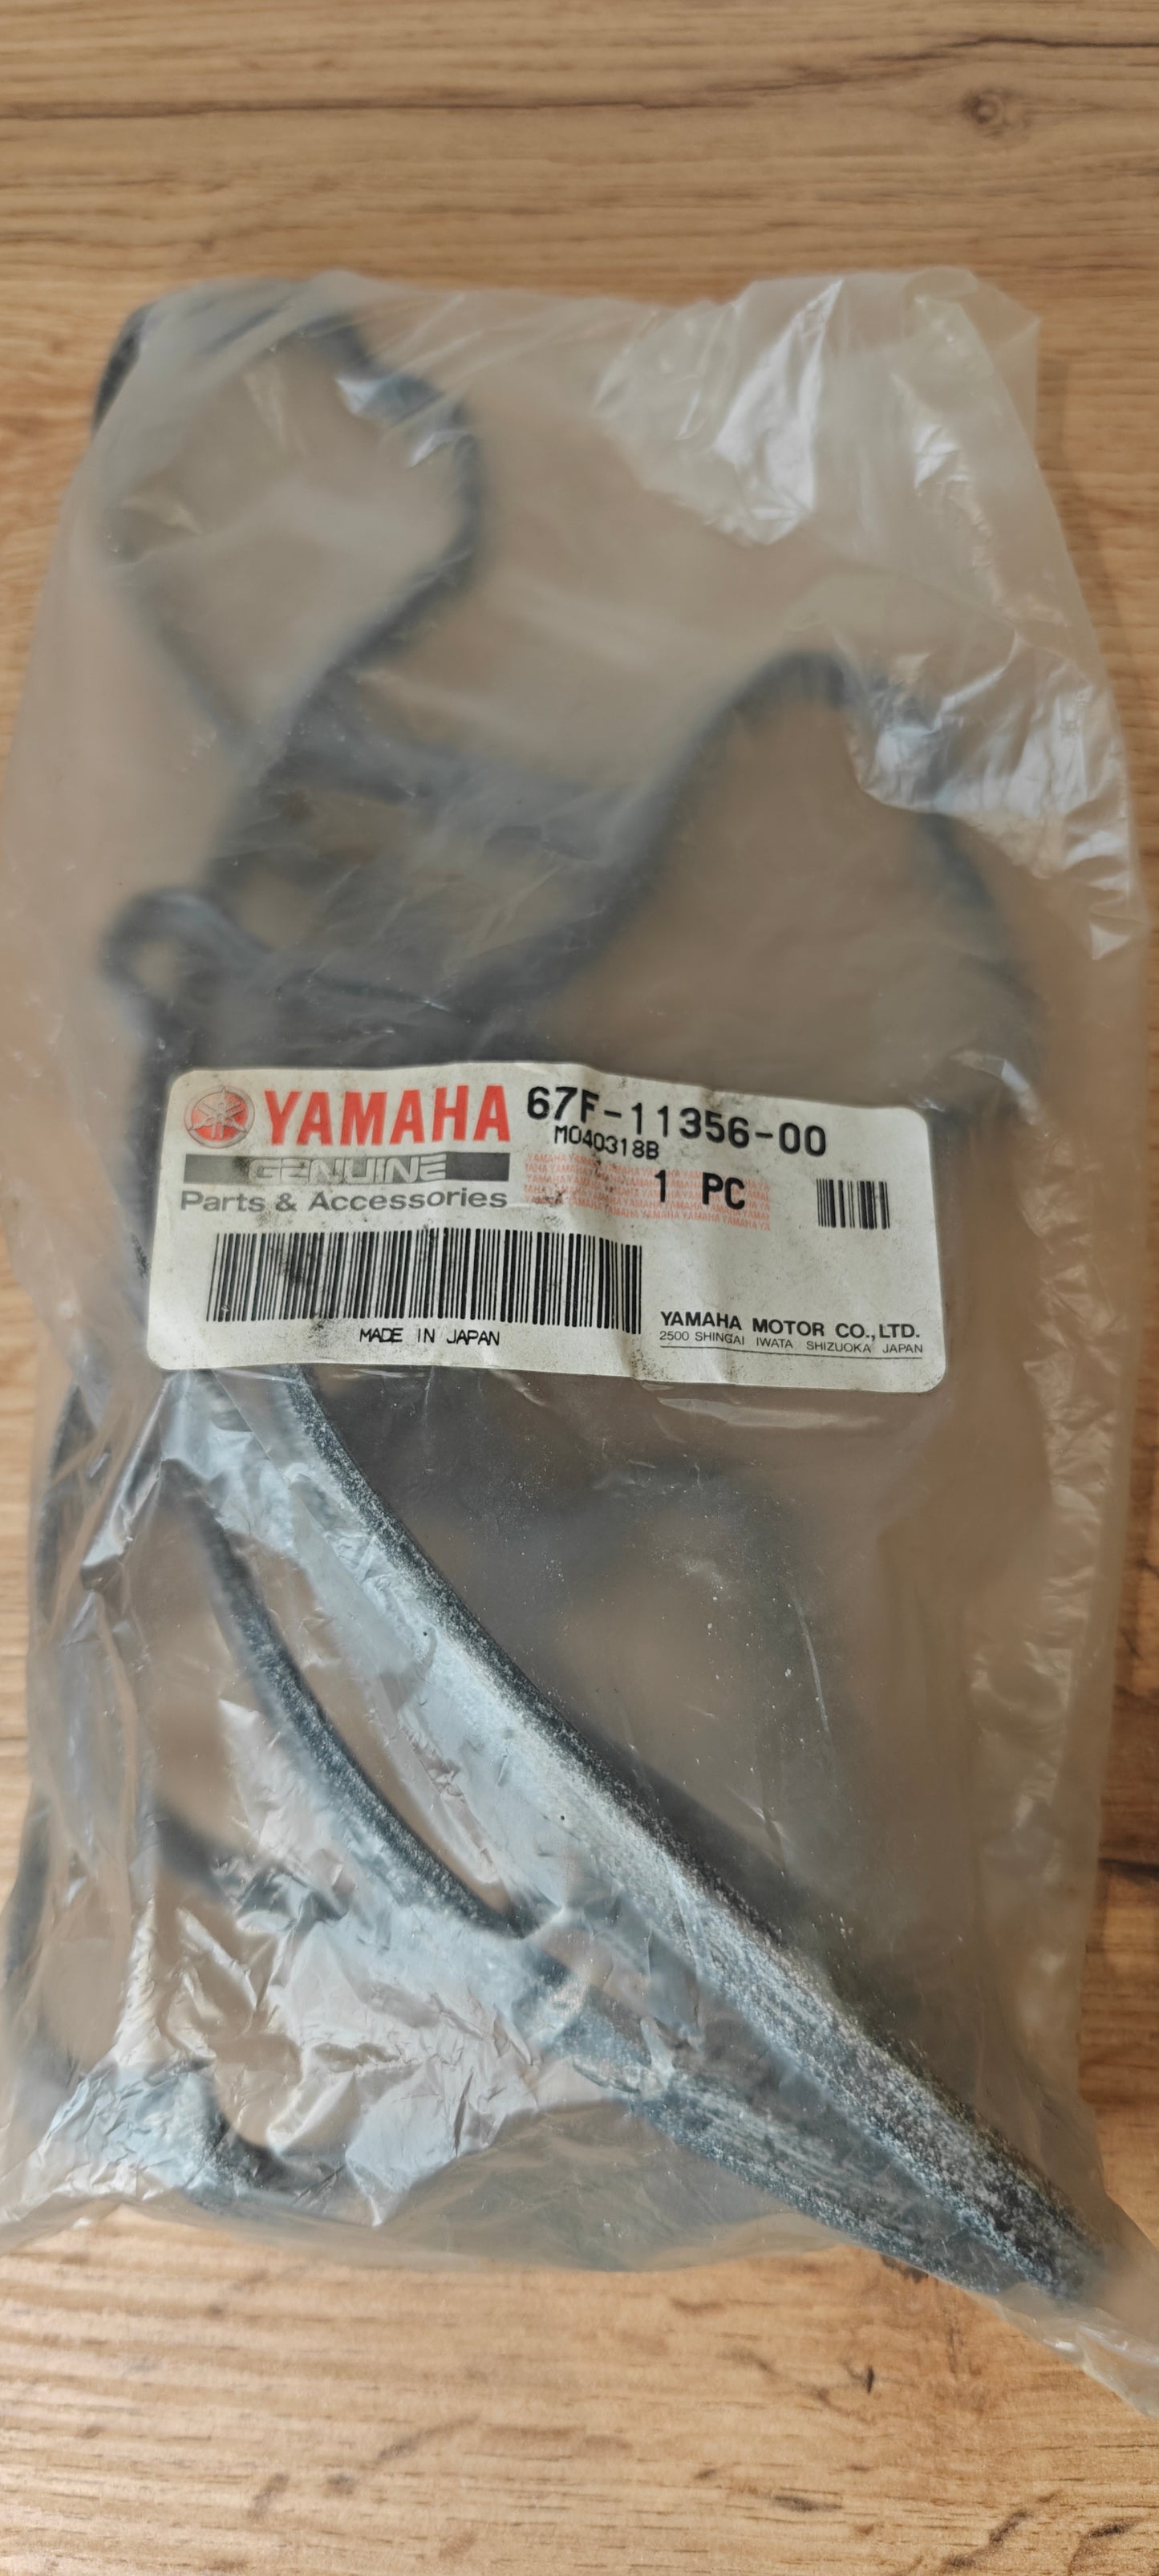 YAMAHA
GENUINE
Parts & Accessories
67F-11356-00
M040318B
1 PC
MADE IN JAPAN
YAMAHA MOTOR CO.,LTD.
2500 SHINGAI IWATA SHIZUOKA JAPAN